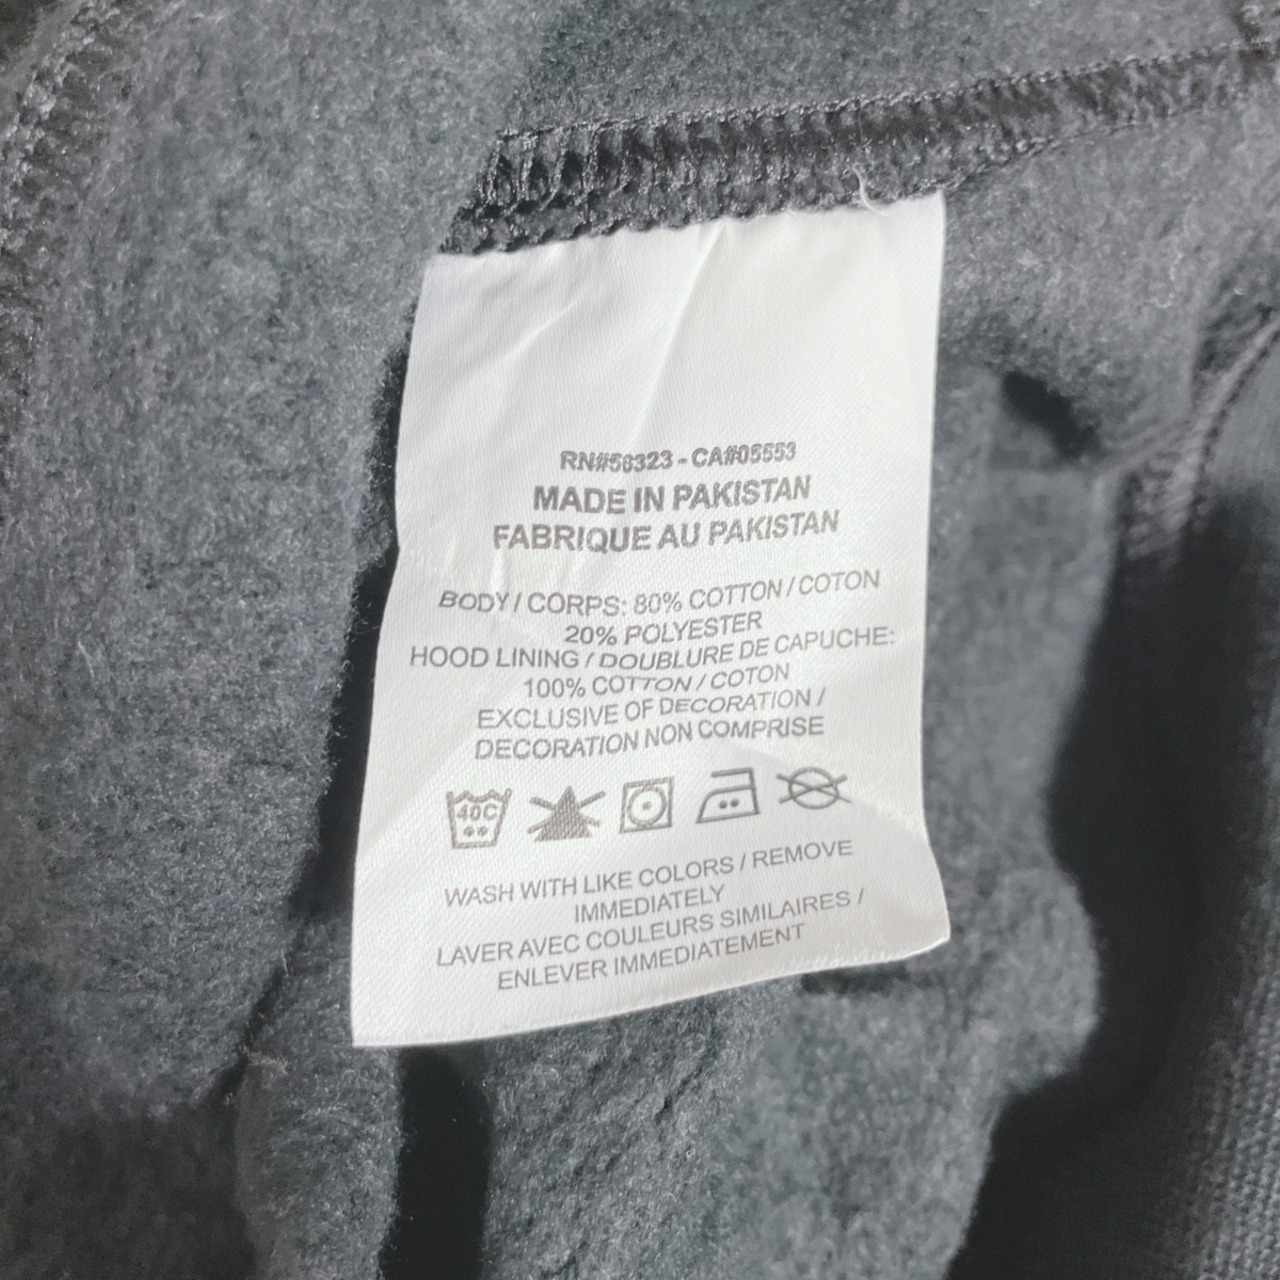 RN#56323 - CA#05553
MADE IN PAKISTAN
FABRIQUE AU PAKISTAN
BODY / CORPS: 80% COTTON / COTON
20% POLYESTER
HOOD LINING / DOUBLURE DE CAPUCHE:
100% COTTON / COTON
EXCLUSIVE OF DECORATION /
DECORATION NON COMPRISE
40C
WASH WITH LIKE COLORS / REMOVE
IMMEDIATELY
LAVER AVEC COULEURS SIMILAIRES /
ENLEVER IMMEDIATEMENT